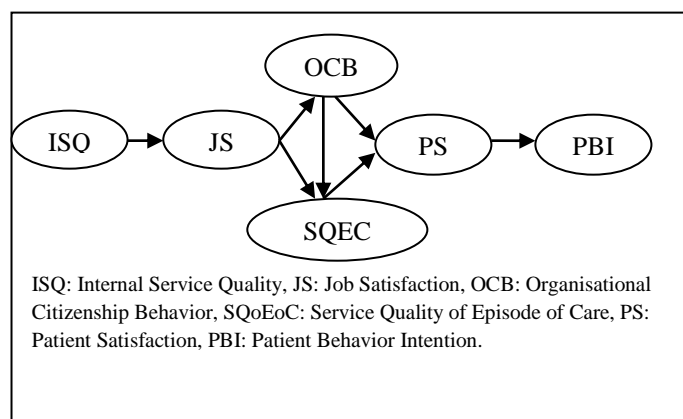 OCB
ISQ
JS
PS
PBI
SQEC
ISQ: Internal Service Quality, JS: Job Satisfaction, OCB: Organisational
Citizenship Behavior, SQoEoC: Service Quality of Episode of Care, PS:
Patient Satisfaction, PBI: Patient Behavior Intention.